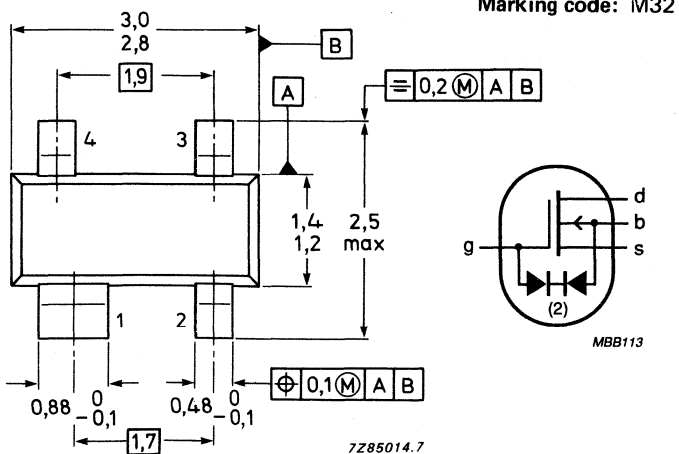 Marking code: M32
3,0
2,8
B
1,9
A
= 0,2 Ⓜ A B
4
3
1,4
1,2
2,5
max
1
2
d
b
s
g
(2)
MBB113
⌖ 0,1 Ⓜ A B
0,88 0 -0,1
0,48 0 -0,1
1,7
7Z85014.7